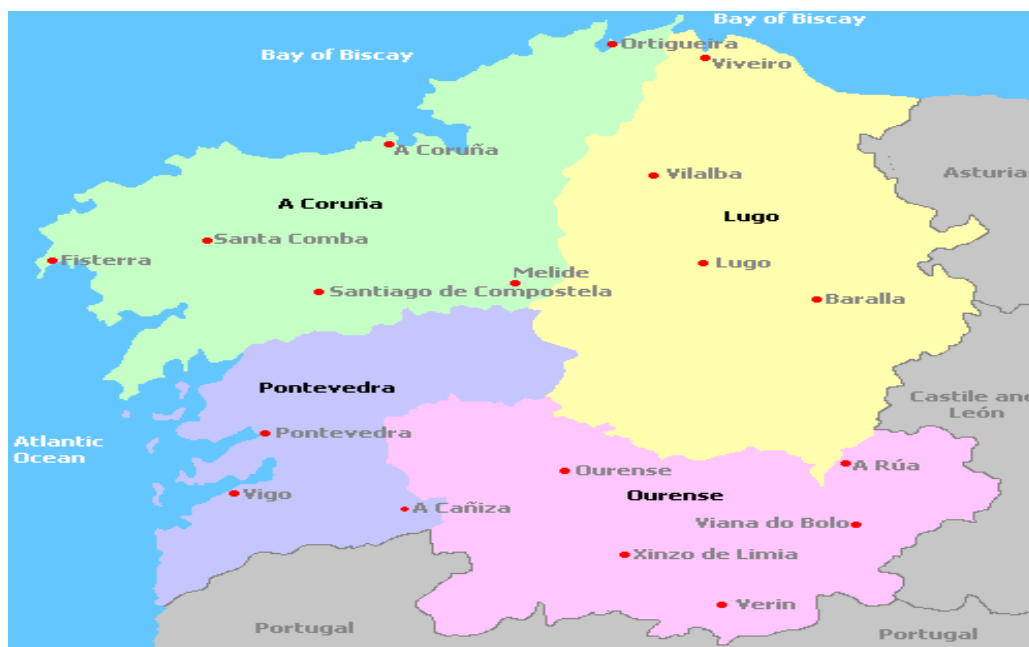 Bay of Biscay
Ortigueira
Bay of Biscay
Viveiro
A Coruña
Vilalba
Asturias
A Coruña
Lugo
Santa Comba
Fisterra
Lugo
Melide
Santiago de Compostela
Baralla
Pontevedra
Castile and
León
Pontevedra
Atlantic
Ocean
A Rúa
Ourense
Vigo
Ourense
A Cañiza
Viana do Bolo
Xinzo de Limia
Verin
Portugal
Portugal